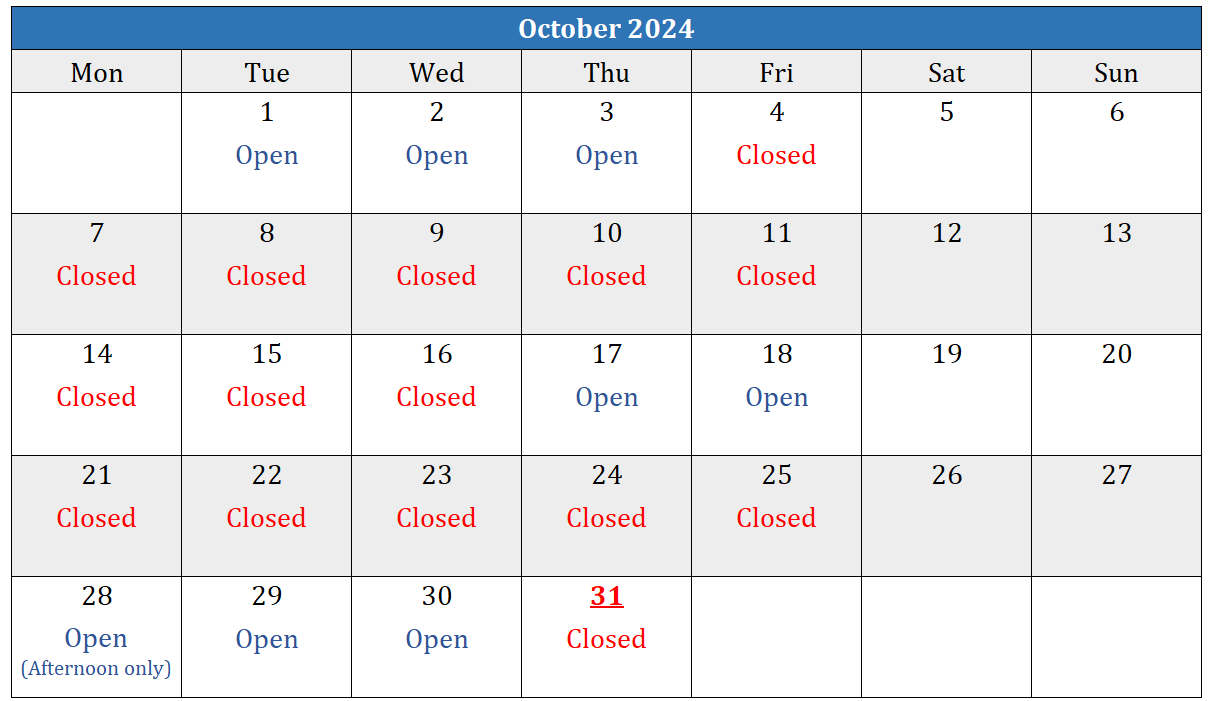 October 2024
Mon Tue Wed Thu Fri Sat Sun
1 2 3 4 5 6
Open Open Open Closed
7 8 9 10 11 12 13
Closed Closed Closed Closed Closed
14 15 16 17 18 19 20
Closed Closed Closed Open Open
21 22 23 24 25 26 27
Closed Closed Closed Closed Closed
28 29 30 31
Open Open Open Closed
(Afternoon only)